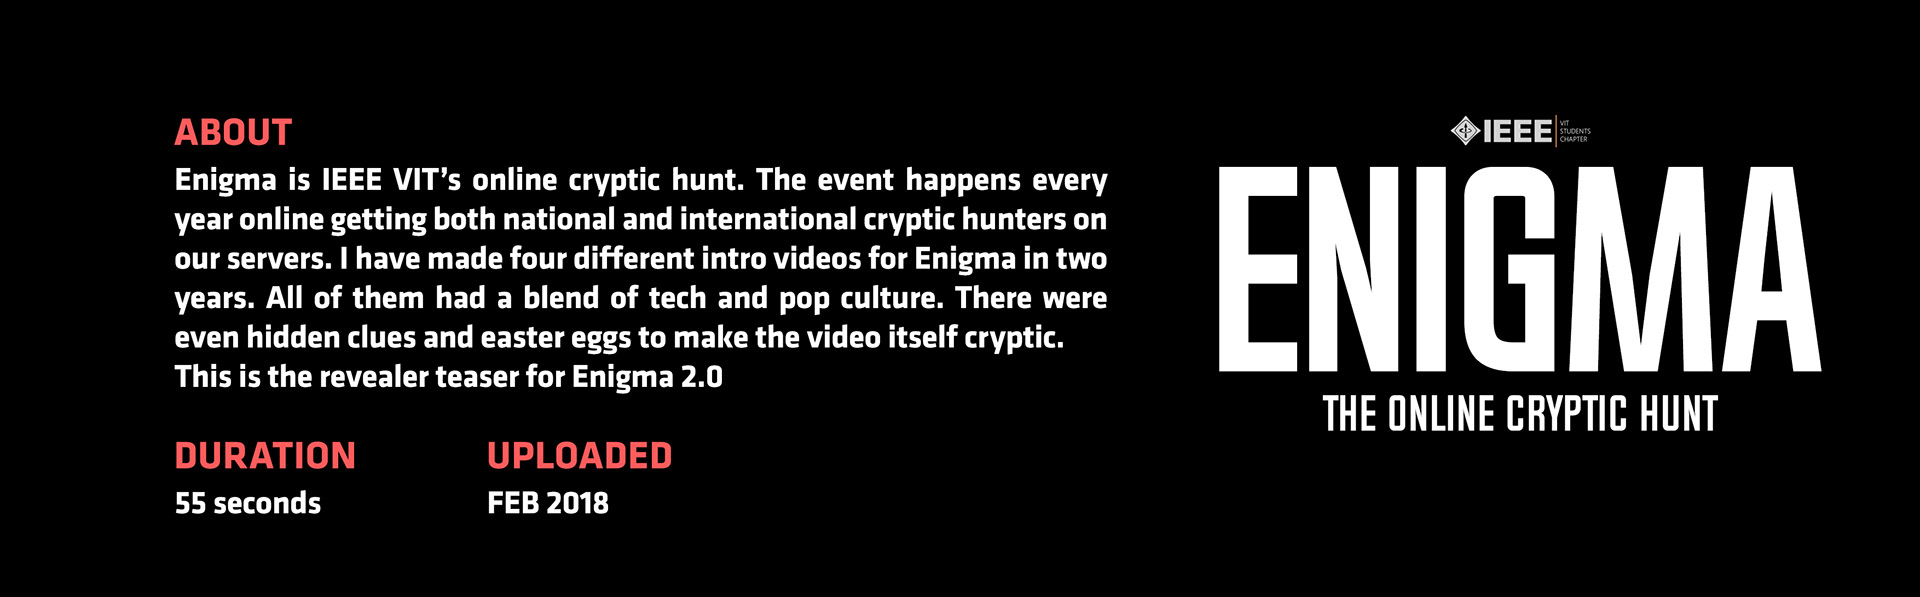 ABOUT
Enigma is IEEE VIT’s online cryptic hunt. The event happens every
year online getting both national and international cryptic hunters on
our servers. I have made four different intro videos for Enigma in two
years. All of them had a blend of tech and pop culture. There were
even hidden clues and easter eggs to make the video itself cryptic.
This is the revealer teaser for Enigma 2.0
DURATION
55 seconds
UPLOADED
FEB 2018
IEEE
VIT
STUDENTS
CHAPTER
ENIGMA
THE ONLINE CRYPTIC HUNT